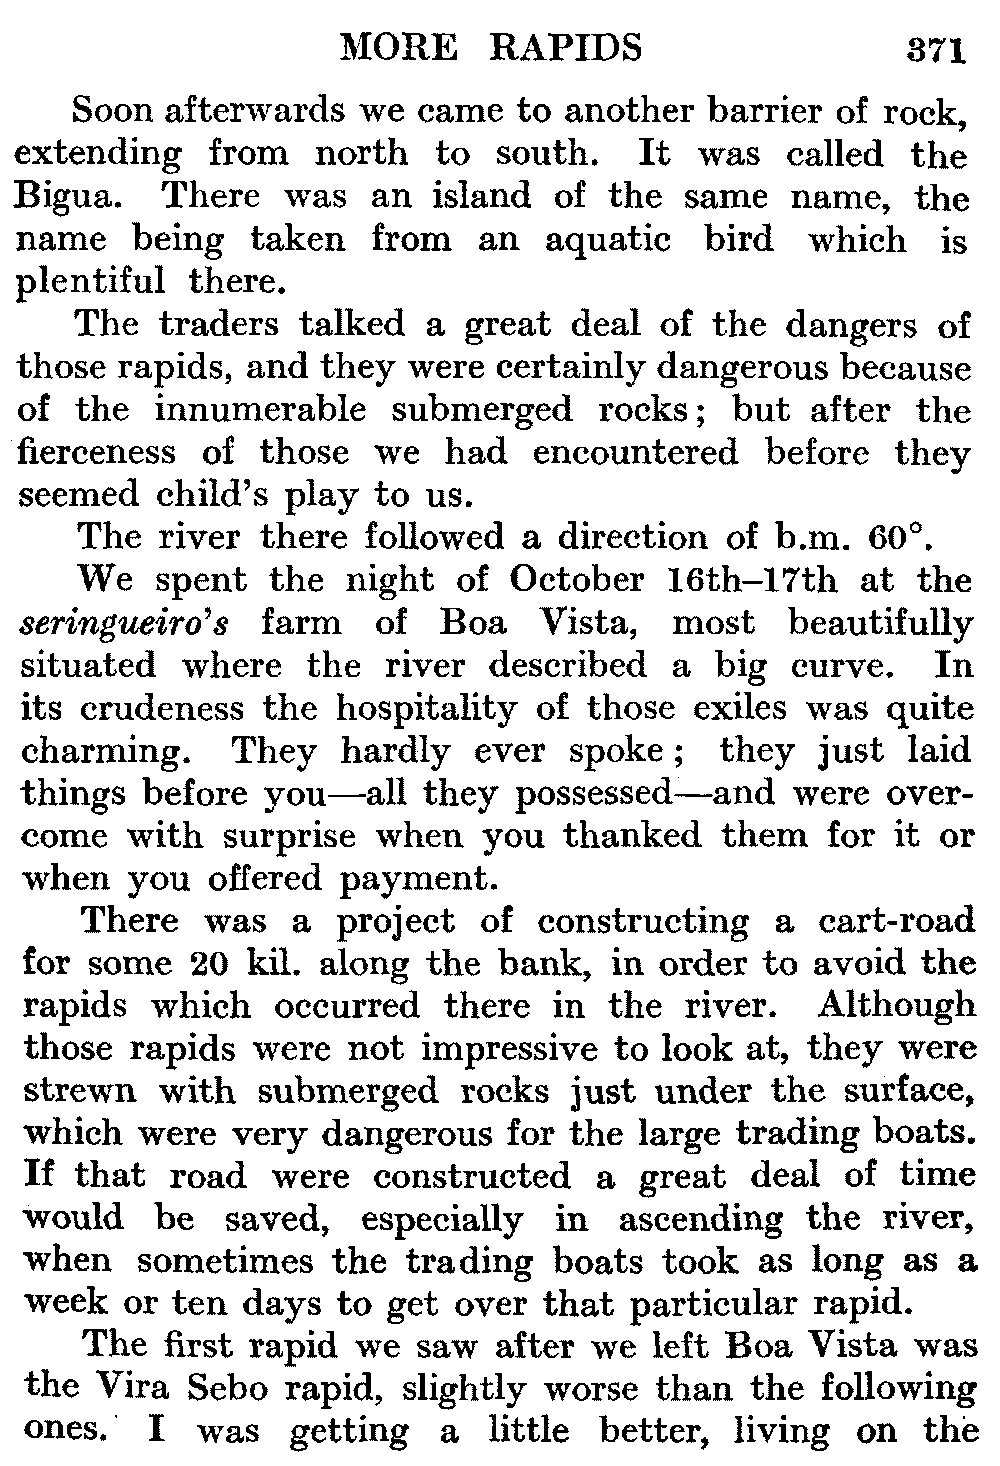 MORE RAPIDS 371
Soon afterwards we came to another barrier of rock,
extending from north to south. It was called the
Bigua. There was an island of the same name, the
name being taken from an aquatic bird which is
plentiful there.
The traders talked a great deal of the dangers of
those rapids, and they were certainly dangerous because
of the innumerable submerged rocks; but after the
fierceness of those we had encountered before they
seemed child's play to us.
The river there followed a direction of b.m. 60°.
We spent the night of October 16th–17th at the
seringueiro's farm of Boa Vista, most beautifully
situated where the river described a big curve. In
its crudeness the hospitality of those exiles was quite
charming. They hardly ever spoke; they just laid
things before you—all they possessed—and were over-
come with surprise when you thanked them for it or
when you offered payment.
There was a project of constructing a cart-road
for some 20 kil. along the bank, in order to avoid the
rapids which occurred there in the river. Although
those rapids were not impressive to look at, they were
strewn with submerged rocks just under the surface,
which were very dangerous for the large trading boats.
If that road were constructed a great deal of time
would be saved, especially in ascending the river,
when sometimes the trading boats took as long as a
week or ten days to get over that particular rapid.
The first rapid we saw after we left Boa Vista was
the Vira Sebo rapid, slightly worse than the following
ones. I was getting a little better, living on the